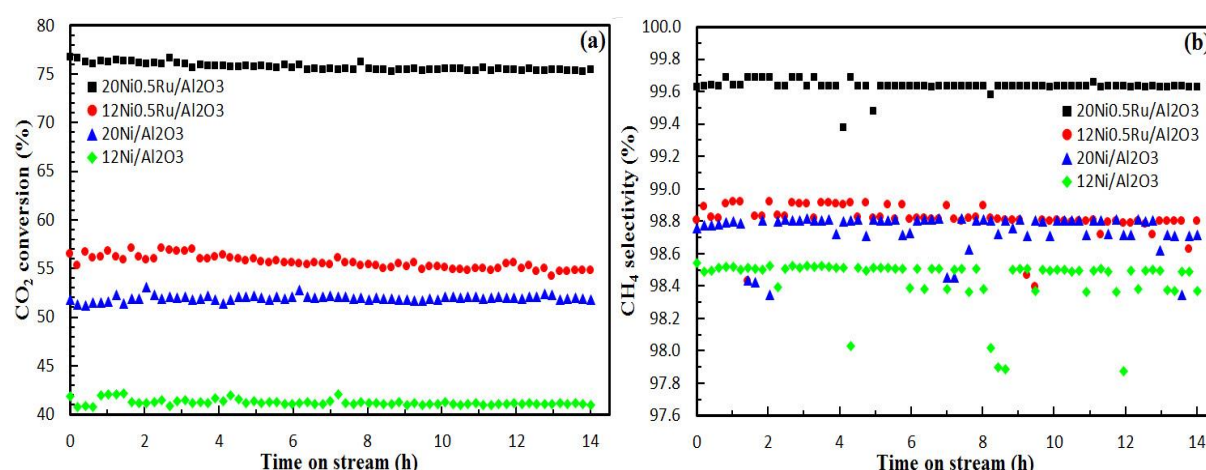 (a)
CO2 conversion (%)
80
75
70
65
60
55
50
45
40
20Ni0.5Ru/Al2O3
12Ni0.5Ru/Al2O3
20Ni/Al2O3
12Ni/Al2O3
0 2 4 6 8 10 12 14
Time on stream (h)
(b)
CH4 selectivity (%)
100.0
99.8
99.6
99.4
99.2
99.0
98.8
98.6
98.4
98.2
98.0
97.8
97.6
20Ni0.5Ru/Al2O3
12Ni0.5Ru/Al2O3
20Ni/Al2O3
12Ni/Al2O3
0 2 4 6 8 10 12 14
Time on stream (h)